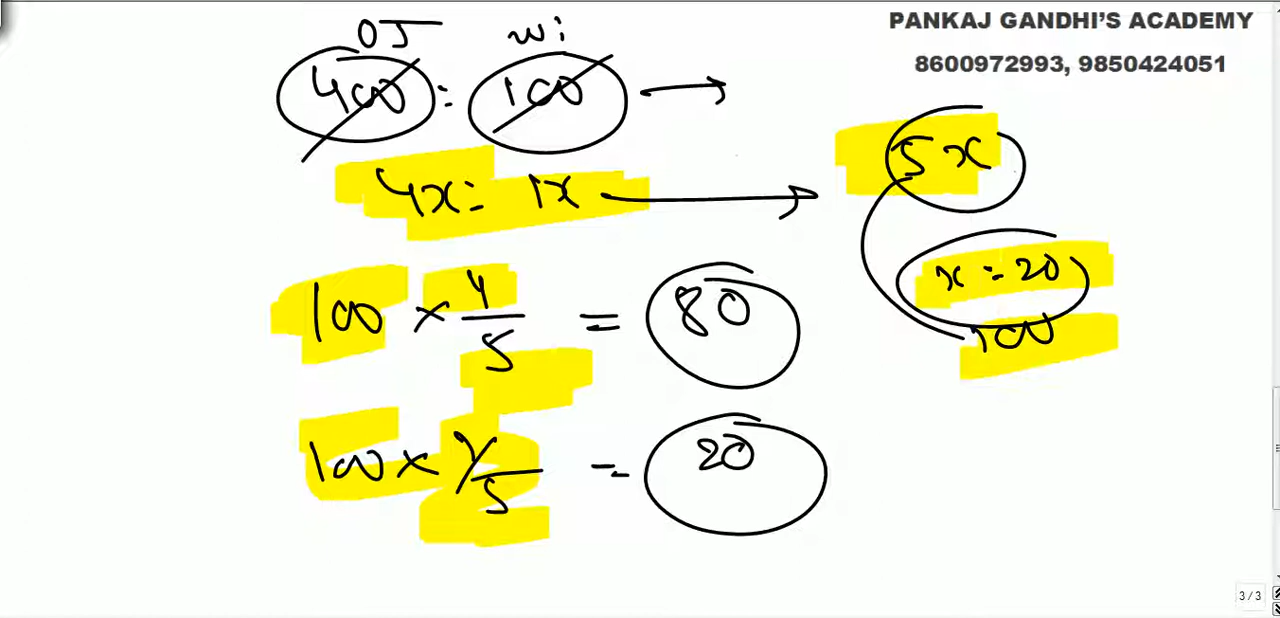 PANKAJ GANDHI'S ACADEMY
8600972993, 9850424051
OJ Wi
400 : 100 →
4x : 1x → 5x
x = 20
100
100 × 4/5 = 80
100 × 1/5 = 20
3 / 3